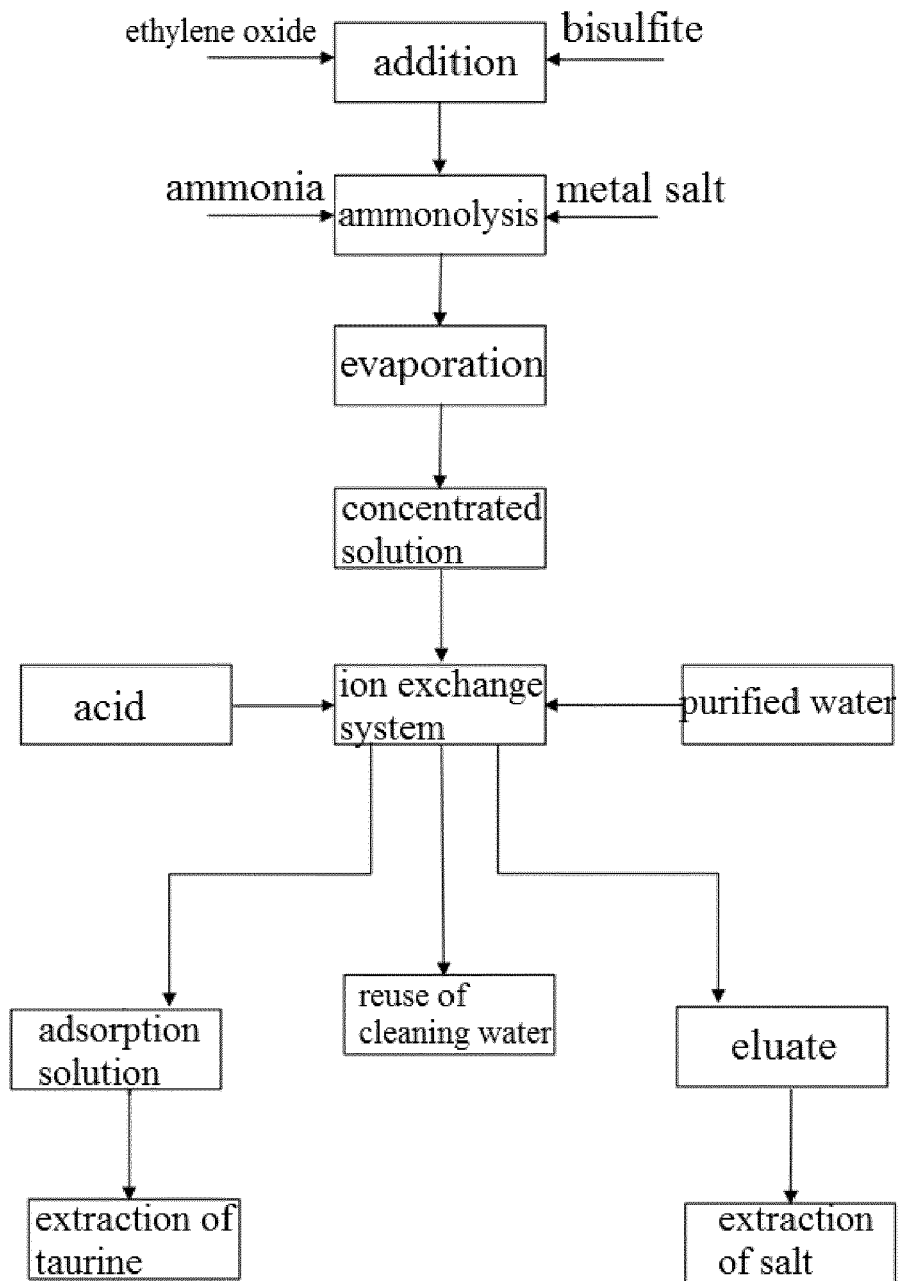 ethylene oxide
bisulfite
addition
ammonia
metal salt
ammonolysis
evaporation
concentrated
solution
acid
ion exchange
system
purified water
adsorption
solution
reuse of
cleaning water
eluate
extraction of
taurine
extraction
of salt